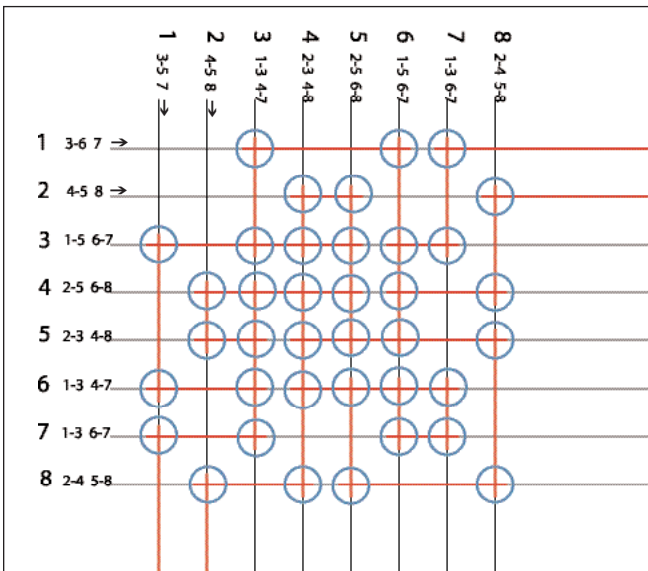 1 2 3 4 5 6 7 8
3-5 7 →
4-5 8 →
1-3 4-7
2-3 4-8
2-5 6-8
1-5 6-7
1-3 6-7
2-4 5-8
1 3-6 7 →
2 4-5 8 →
3 1-5 6-7
4 2-5 6-8
5 2-3 4-8
6 1-3 4-7
7 1-3 6-7
8 2-4 5-8